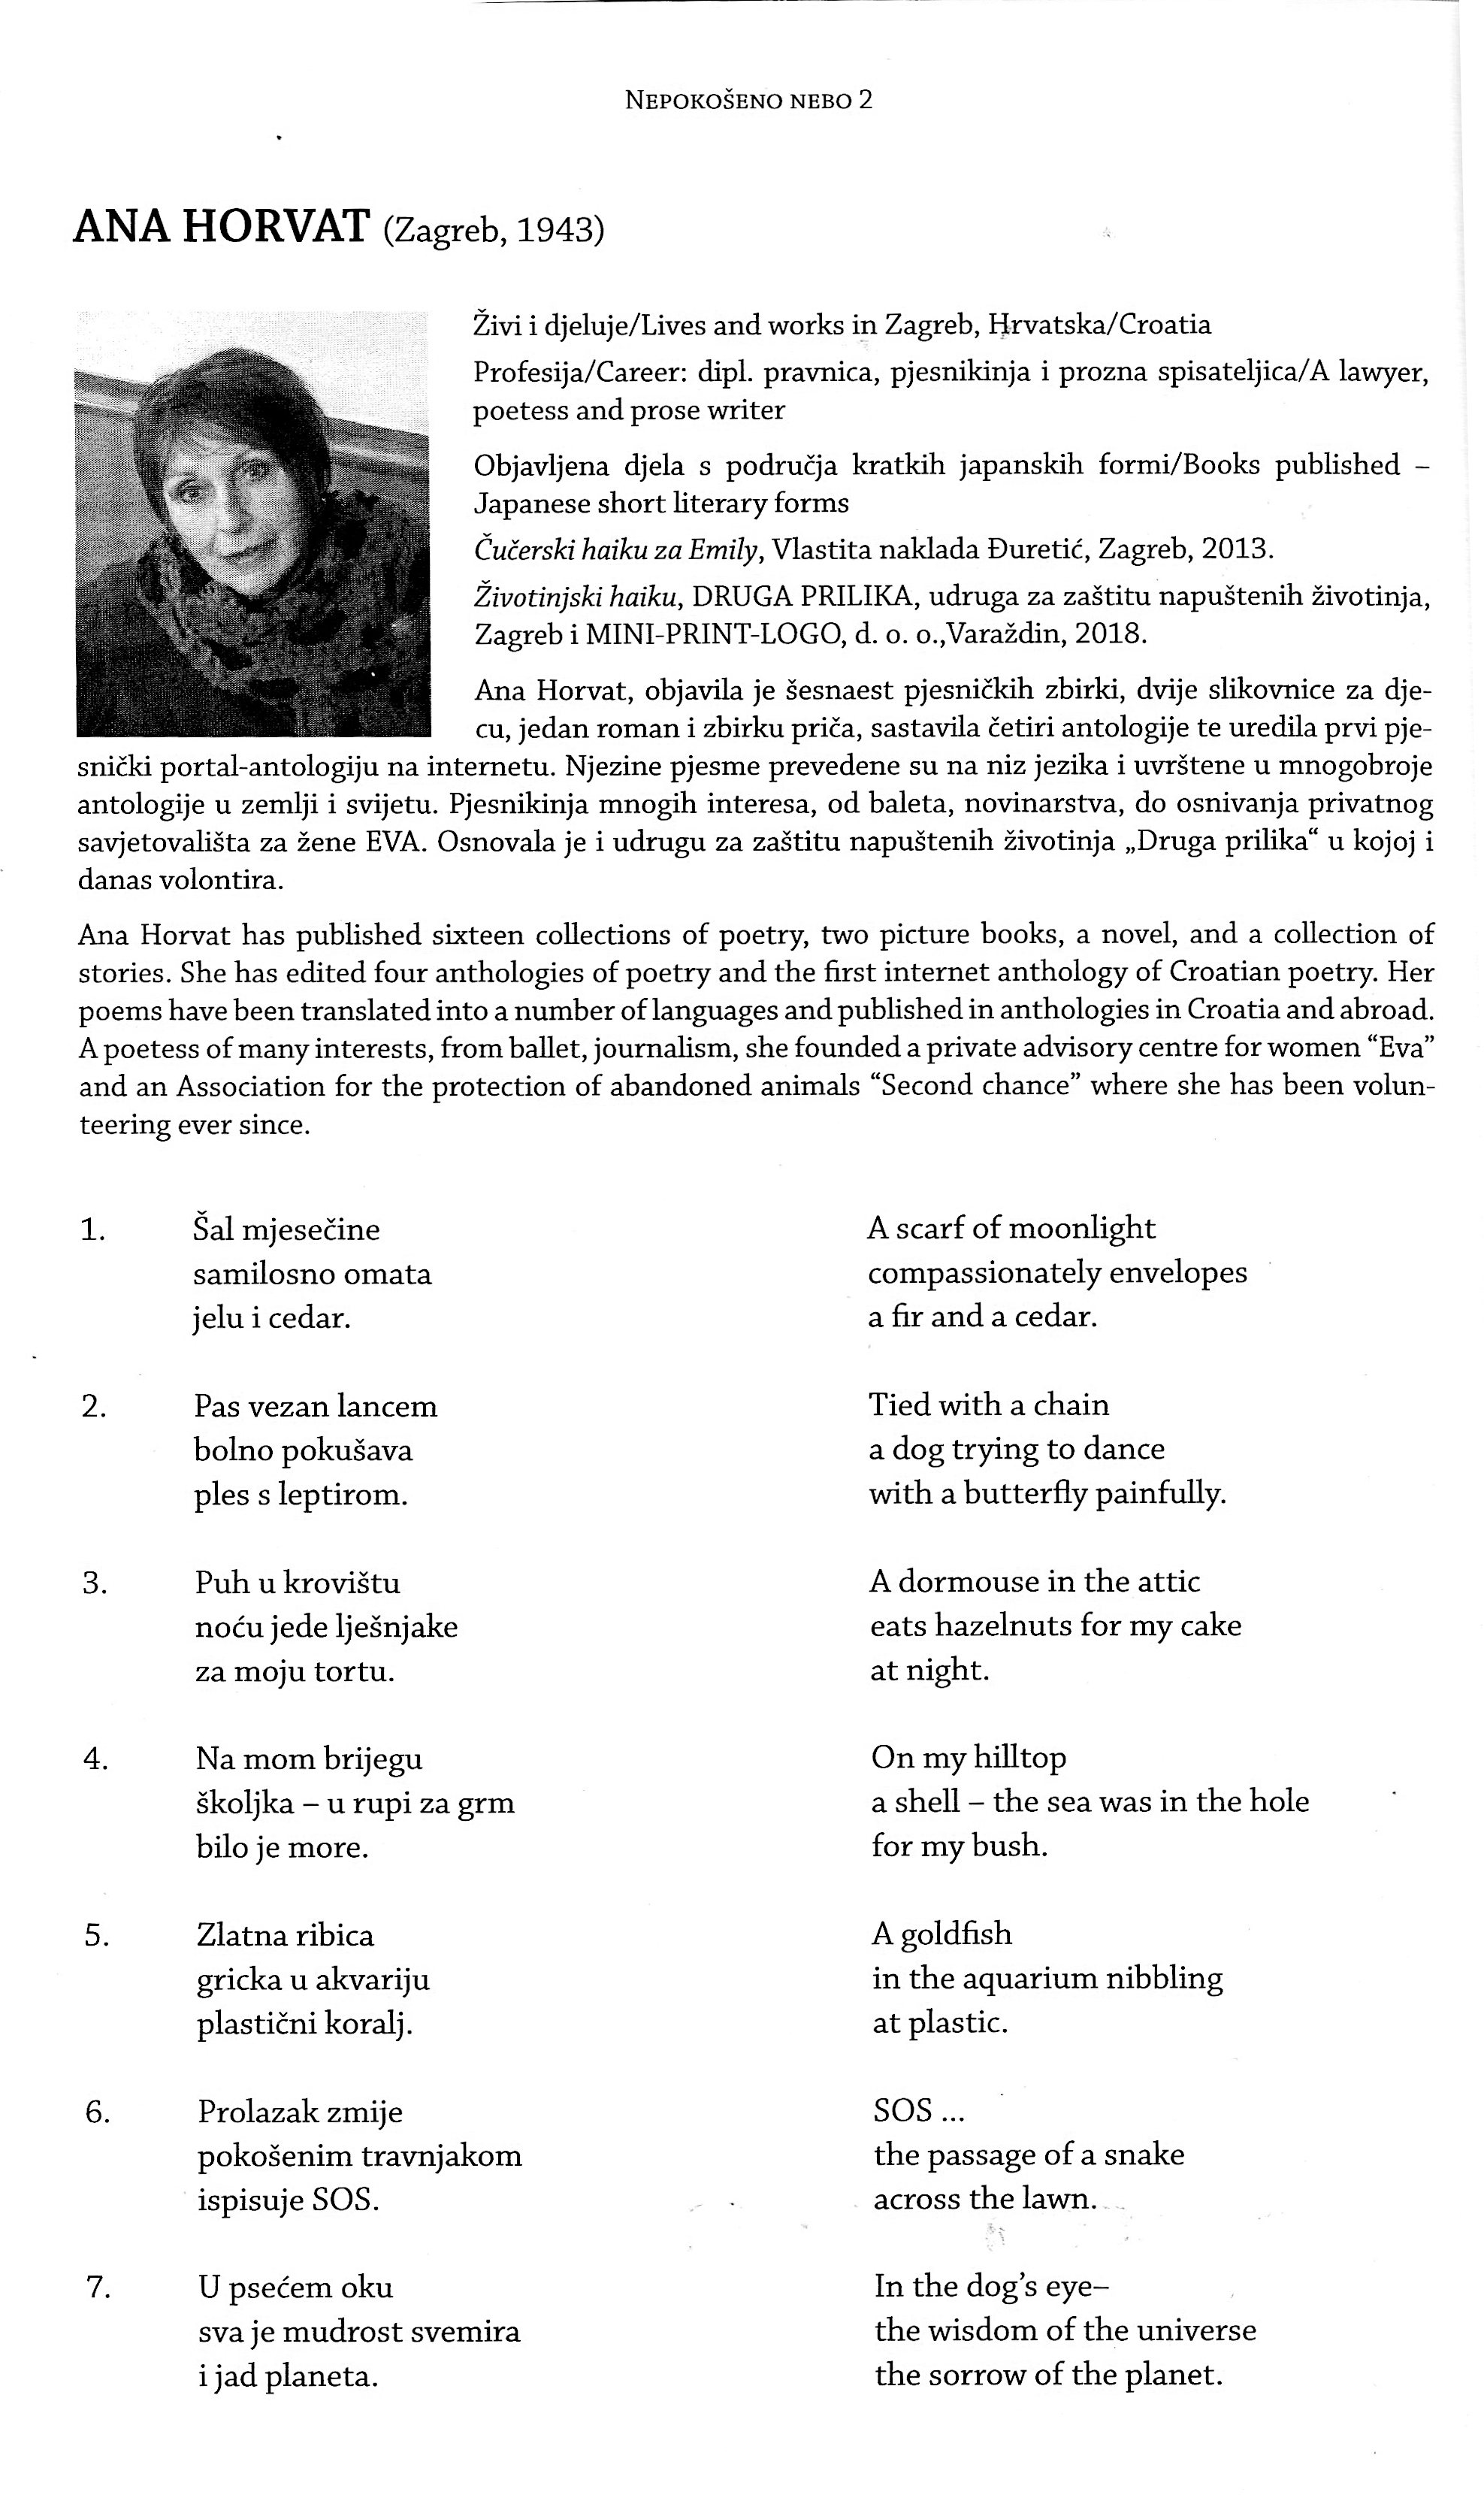 NEPOKOŠENO NEBO 2
ANA HORVAT (Zagreb, 1943)
Živi i djeluje/Lives and works in Zagreb, Hrvatska/Croatia
Profesija/Career: dipl. pravnica, pjesnikinja i prozna spisateljica/A lawyer,
poetess and prose writer
Objavljena djela s područja kratkih japanskih formi/Books published –
Japanese short literary forms
Čučerski haiku za Emily, Vlastita naklada Đuretić, Zagreb, 2013.
Životinjski haiku, DRUGA PRILIKA, udruga za zaštitu napuštenih životinja,
Zagreb i MINI-PRINT-LOGO, d. o. o.,Varaždin, 2018.
Ana Horvat, objavila je šesnaest pjesničkih zbirki, dvije slikovnice za dje-
cu, jedan roman i zbirku priča, sastavila četiri antologije te uredila prvi pje-
snički portal-antologiju na internetu. Njezine pjesme prevedene su na niz jezika i uvrštene u mnogobroje
antologije u zemlji i svijetu. Pjesnikinja mnogih interesa, od baleta, novinarstva, do osnivanja privatnog
savjetovališta za žene EVA. Osnovala je i udrugu za zaštitu napuštenih životinja „Druga prilika“ u kojoj i
danas volontira.
Ana Horvat has published sixteen collections of poetry, two picture books, a novel, and a collection of
stories. She has edited four anthologies of poetry and the first internet anthology of Croatian poetry. Her
poems have been translated into a number of languages and published in anthologies in Croatia and abroad.
A poetess of many interests, from ballet, journalism, she founded a private advisory centre for women “Eva”
and an Association for the protection of abandoned animals “Second chance” where she has been volun-
teering ever since.
1. Šal mjesečine
samilosno omata
jelu i cedar.
A scarf of moonlight
compassionately envelopes
a fir and a cedar.
2. Pas vezan lancem
bolno pokušava
ples s leptirom.
Tied with a chain
a dog trying to dance
with a butterfly painfully.
3. Puh u krovištu
noću jede lješnjake
za moju tortu.
A dormouse in the attic
eats hazelnuts for my cake
at night.
4. Na mom brijegu
školjka – u rupi za grm
bilo je more.
On my hilltop
a shell – the sea was in the hole
for my bush.
5. Zlatna ribica
gricka u akvariju
plastični koralj.
A goldfish
in the aquarium nibbling
at plastic.
6. Prolazak zmije
pokošenim travnjakom
ispisuje SOS.
SOS ...
the passage of a snake
across the lawn.
7. U psećem oku
sva je mudrost svemira
i jad planeta.
In the dog’s eye–
the wisdom of the universe
the sorrow of the planet.